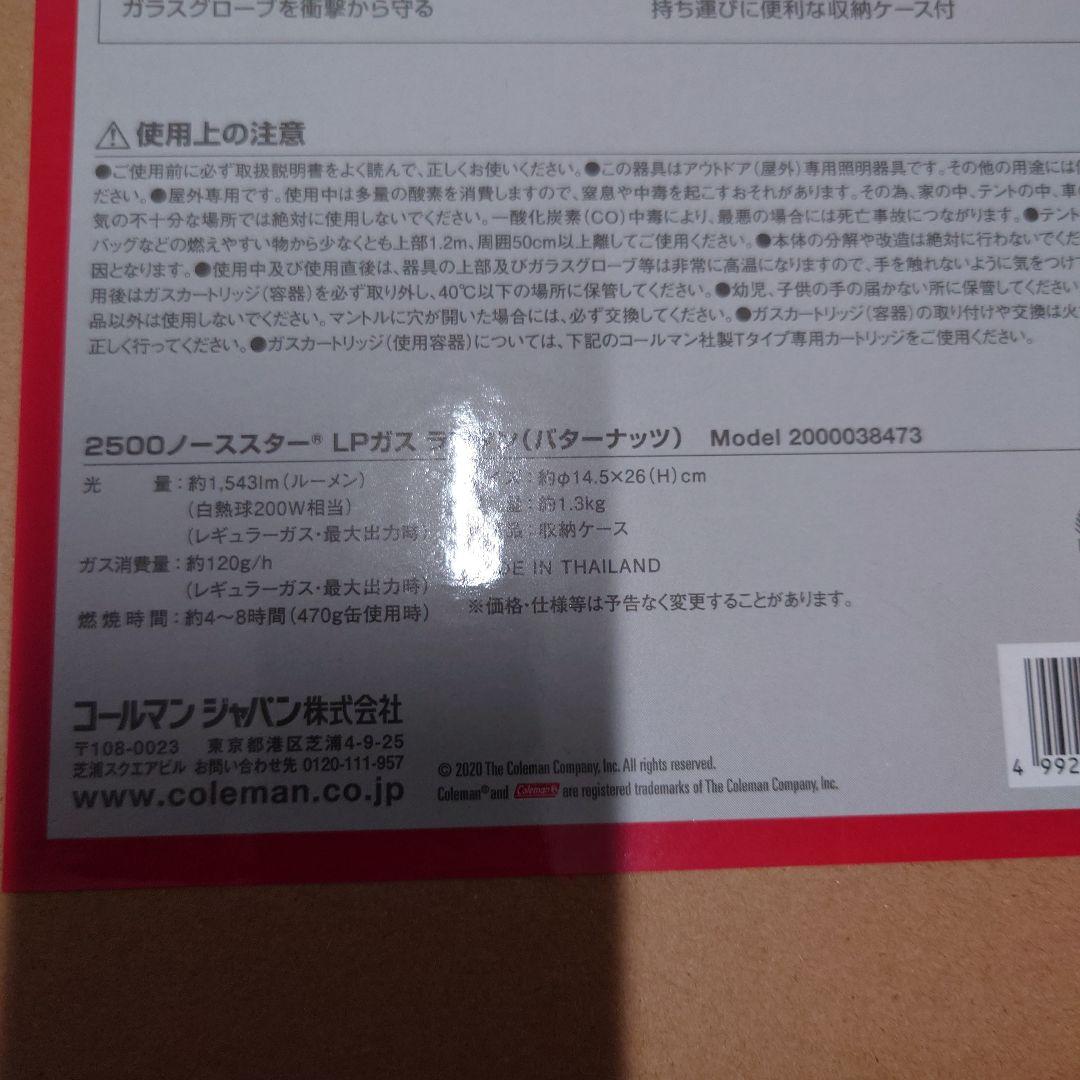 ガラスグローブを衝撃から守る
持ち運びに便利な収納ケース付
使用上の注意
●ご使用前に必ず取扱説明書をよく読んで、正しくお使いください。●この器具はアウトドア(屋外)専用照明器具です。その他の用途には
ださい。●屋外専用です。使用中は多量の酸素を消費しますので、窒息や中毒を起こすおそれがあります。その為、家の中、テントの中、車
気の不十分な場所では絶対に使用しないでください。一酸化炭素(CO)中毒により、最悪の場合には死亡事故につながります。●テント
バッグなどの燃えやすい物から少なくとも上部1.2m、周囲50cm以上離してご使用ください。●本体の分解や改造は絶対に行わないでくだ
因となります。●使用中及び使用直後は、器具の上部及びガラスグローブ等は非常に高温になりますので、手を触れないように気をつけて
用後はガスカートリッジ(容器)を必ず取り外し、40℃以下の場所に保管してください。●幼児、子供の手の届かない所に保管してください
品以外は使用しないでください。マントルに穴が開いた場合には、必ず交換してください。●ガスカートリッジ(容器)の取り付けや交換は火
正しく行ってください。●ガスカートリッジ(使用容器)については、下記のコールマン社製Tタイプ専用カートリッジをご使用ください。
2500ノーススター® LPガス ラ ン(バターナッツ) Model 2000038473
光 量:約1,543lm(ルーメン)
(白熱球200W相当)
(レギュラーガス・最大出力時)
ガス消費量:約120g/h
(レギュラーガス・最大出力時)
燃焼時間:約4～8時間(470g缶使用時)
イズ:約φ14.5×26(H)cm
量:約1.3kg
品:収納ケース
DE IN THAILAND
※価格・仕様等は予告なく変更することがあります。
コールマン ジャパン株式会社
〒108-0023 東京都港区芝浦4-9-25
芝浦スクエアビル お問い合わせ先 0120-111-957
www.coleman.co.jp
© 2020 The Coleman Company, Inc. All rights reserved.
Coleman® and Coleman® are registered trademarks of The Coleman Company, Inc.
4 992